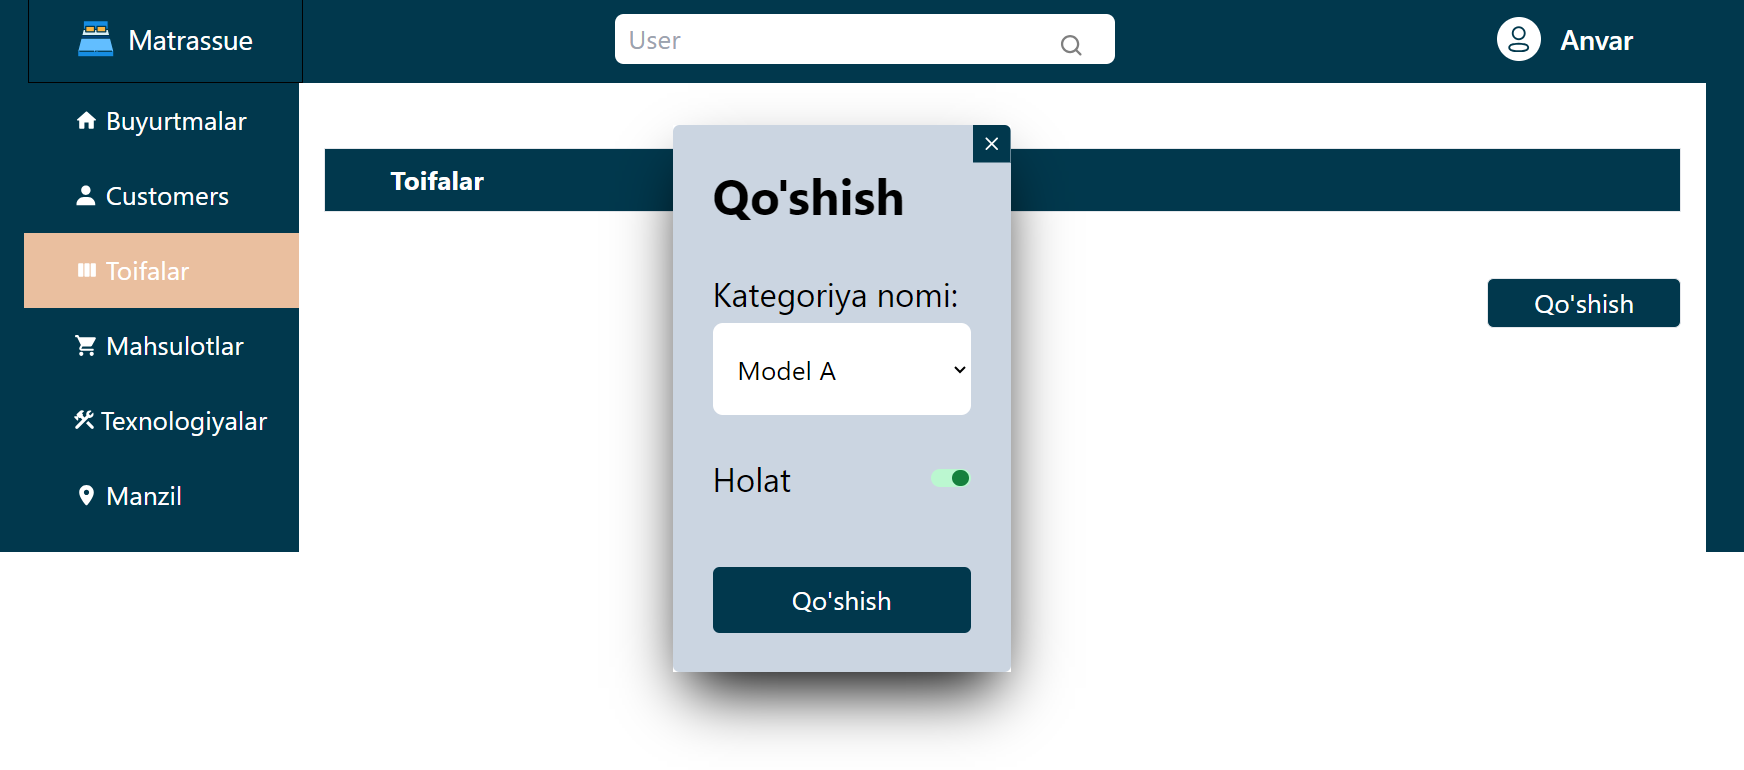 Matrassue
User
Anvar
Buyurtmalar
Customers
Toifalar
Mahsulotlar
Texnologiyalar
Manzil
Toifalar
Qo'shish
Qo'shish
Kategoriya nomi:
Model A
Holat
Qo'shish